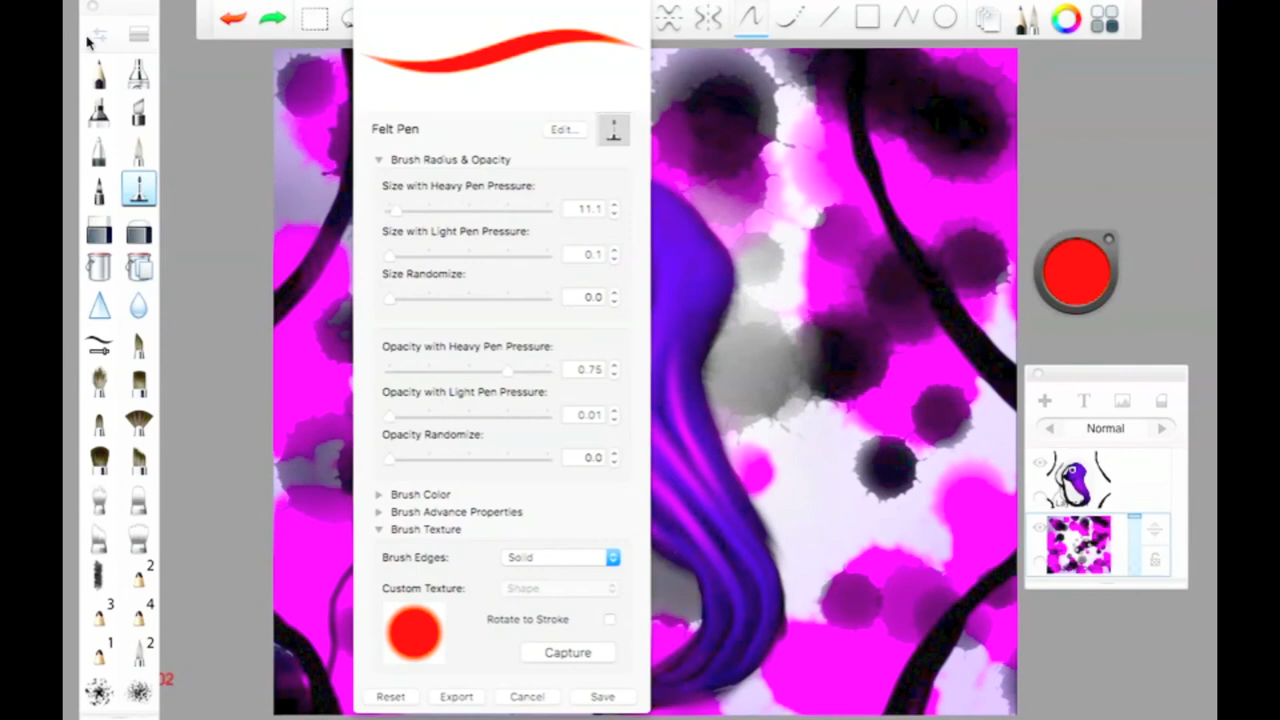 Felt Pen
Edit...
Brush Radius & Opacity
Size with Heavy Pen Pressure:
11.1
Size with Light Pen Pressure:
0.1
Size Randomize:
0.0
Opacity with Heavy Pen Pressure:
0.75
Opacity with Light Pen Pressure:
0.01
Opacity Randomize:
0.0
Brush Color
Brush Advance Properties
Brush Texture
Brush Edges:
Solid
Custom Texture:
Shape
Rotate to Stroke
Capture
Reset
Export
Cancel
Save
T
Normal
2
3
4
1
2
02